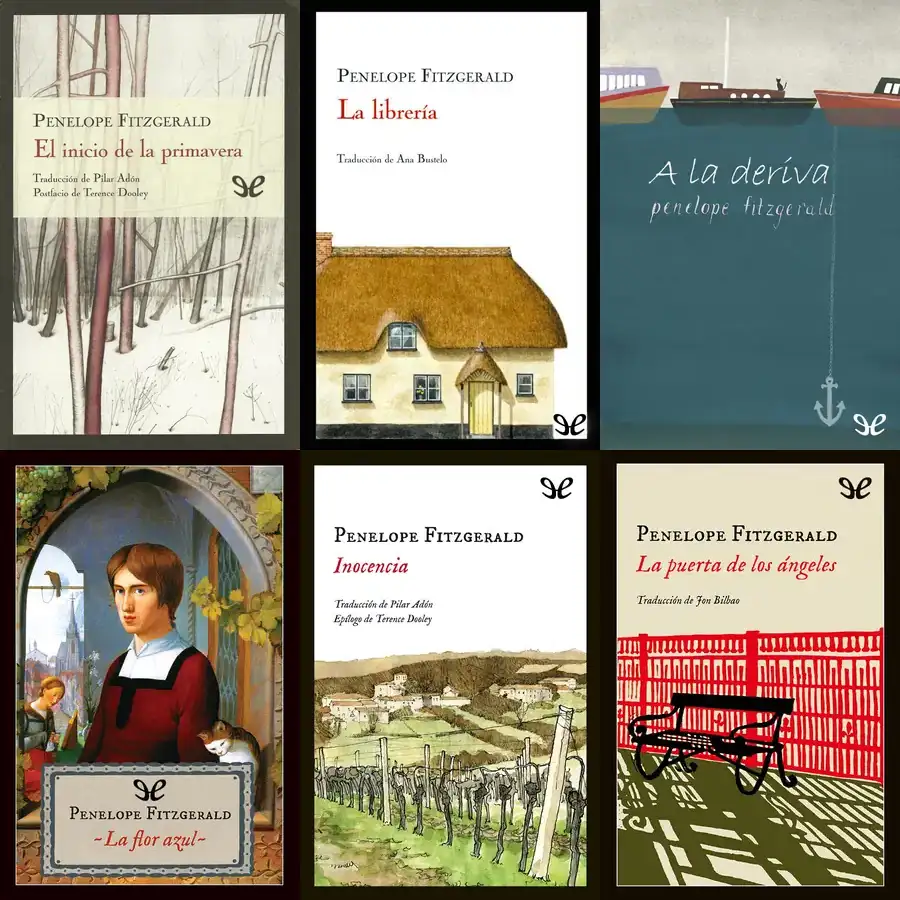 PENELOPE FITZGERALD
El inicio de la primavera
Traducción de Pilar Adón
Postfacio de Terence Dooley
PENELOPE FITZGERALD
La librería
Traducción de Ana Bustelo
A la deriva
penelope fitzgerald
PENELOPE FITZGERALD
~La flor azul~
PENELOPE FITZGERALD
Inocencia
Traducción de Pilar Adón
Epílogo de Terence Dooley
PENELOPE FITZGERALD
La puerta de los ángeles
Traducción de Jon Bilbao